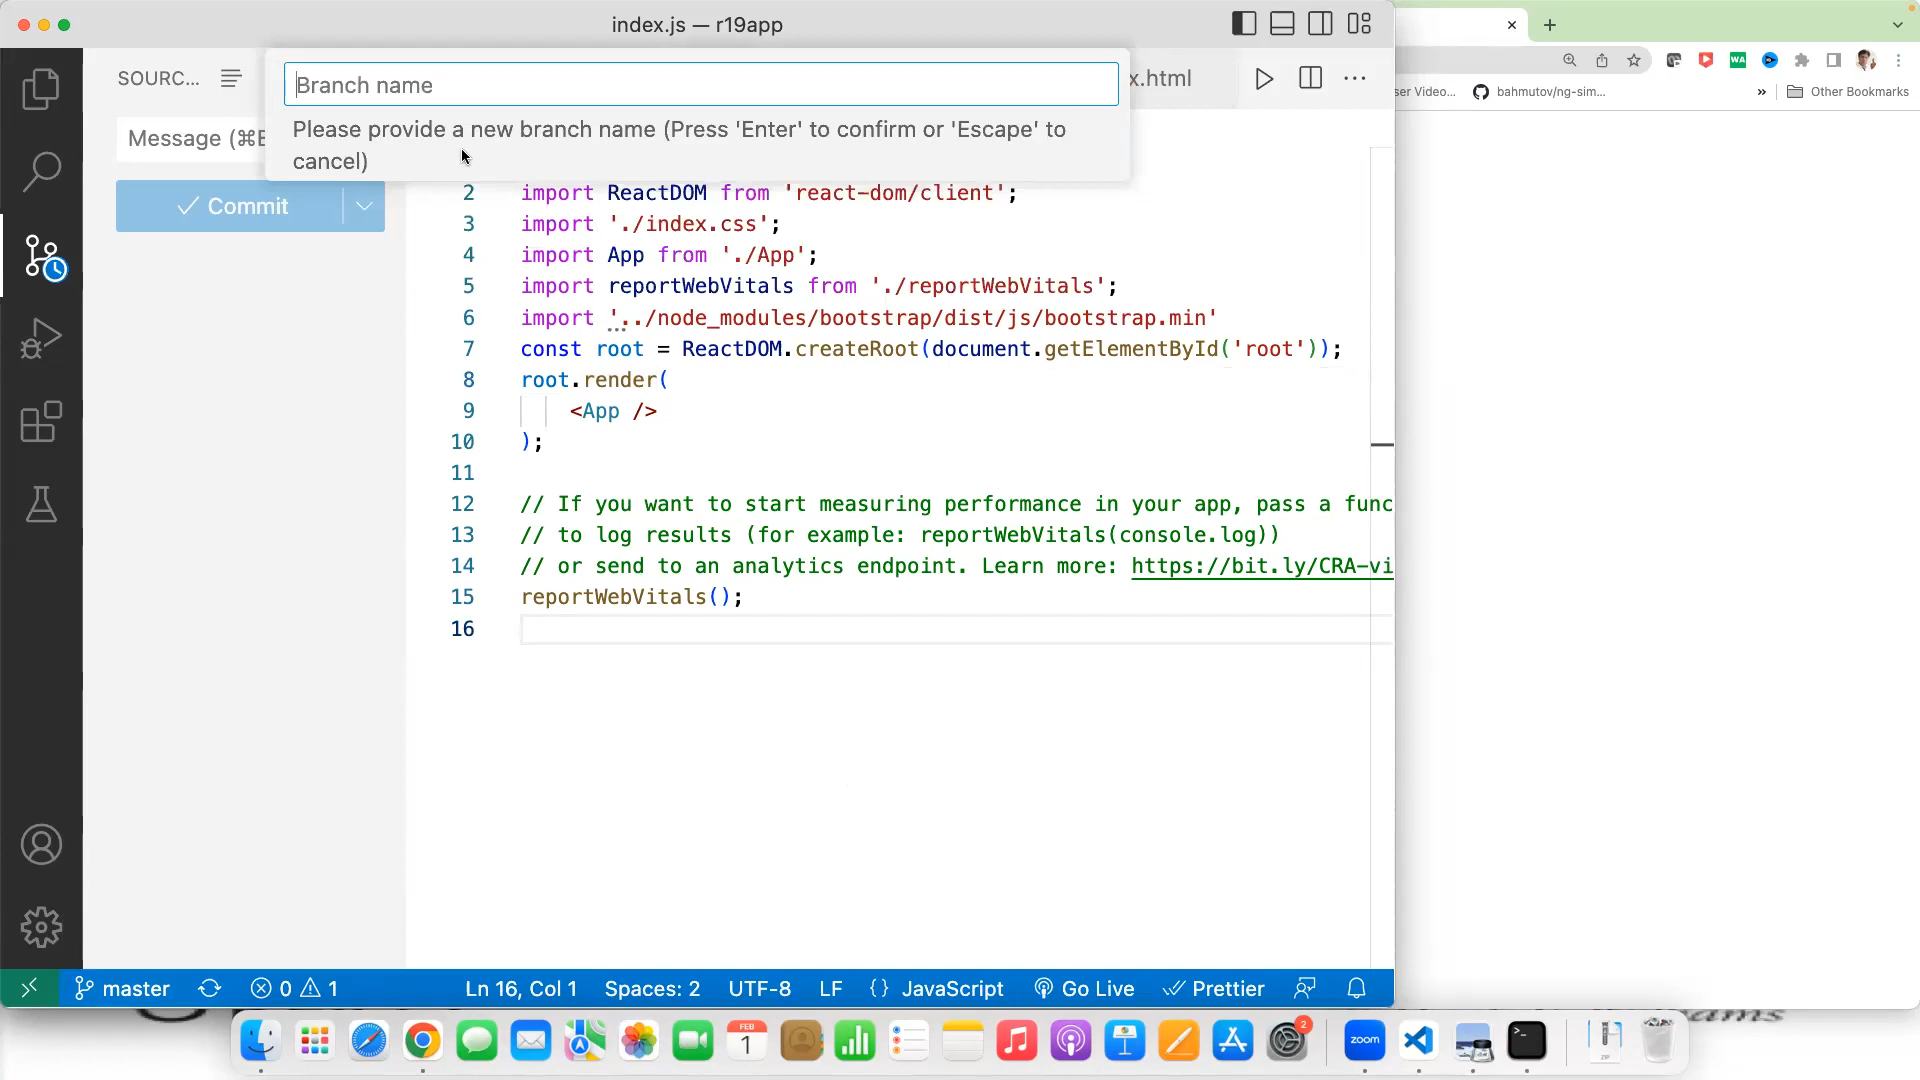 index.js — r19app
SOURC...
Branch name
x.html
Please provide a new branch name (Press 'Enter' to confirm or 'Escape' to
cancel)
Message (⌘E
Commit
2 import ReactDOM from 'react-dom/client';
3 import './index.css';
4 import App from './App';
5 import reportWebVitals from './reportWebVitals';
6 import '../node_modules/bootstrap/dist/js/bootstrap.min'
7 const root = ReactDOM.createRoot(document.getElementById('root'));
8 root.render(
9 <App />
10 );
11
12 // If you want to start measuring performance in your app, pass a func
13 // to log results (for example: reportWebVitals(console.log))
14 // or send to an analytics endpoint. Learn more: https://bit.ly/CRA-vi
15 reportWebVitals();
16
master 0 1 Ln 16, Col 1 Spaces: 2 UTF-8 LF {} JavaScript Go Live Prettier
ser Video... bahmutov/ng-sim... » Other Bookmarks
WA
FEB
1
2
zoom
>_
ZIP